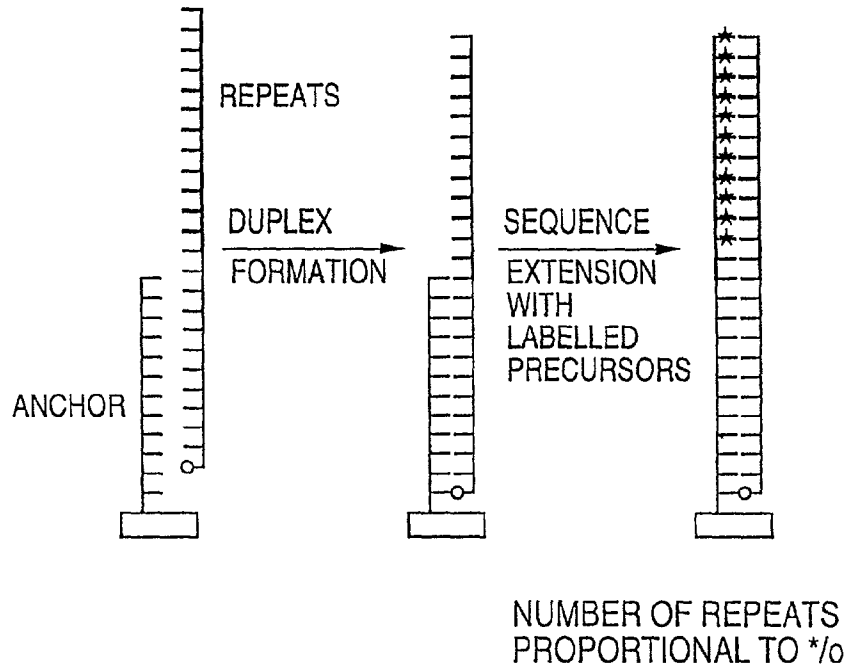 REPEATS
DUPLEX
FORMATION
ANCHOR
SEQUENCE
EXTENSION
WITH
LABELLED
PRECURSORS
NUMBER OF REPEATS
PROPORTIONAL TO */o